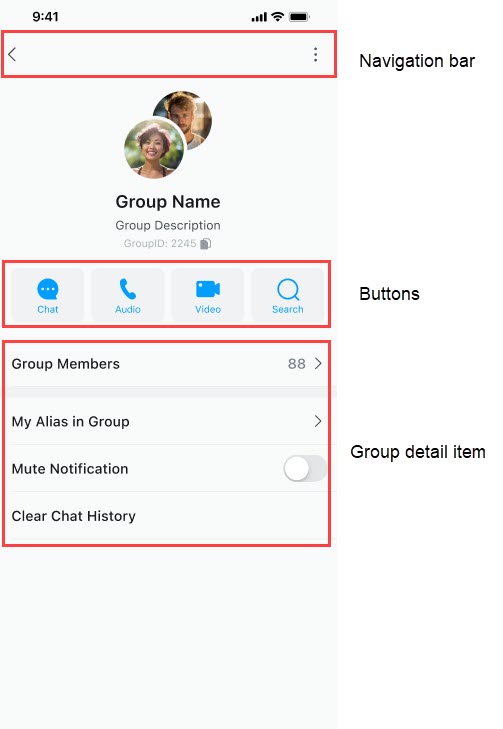 9:41
Navigation bar
Group Name
Group Description
GroupID: 2245
Buttons
Chat Audio Video Search
Group Members 88
My Alias in Group
Group detail item
Mute Notification
Clear Chat History